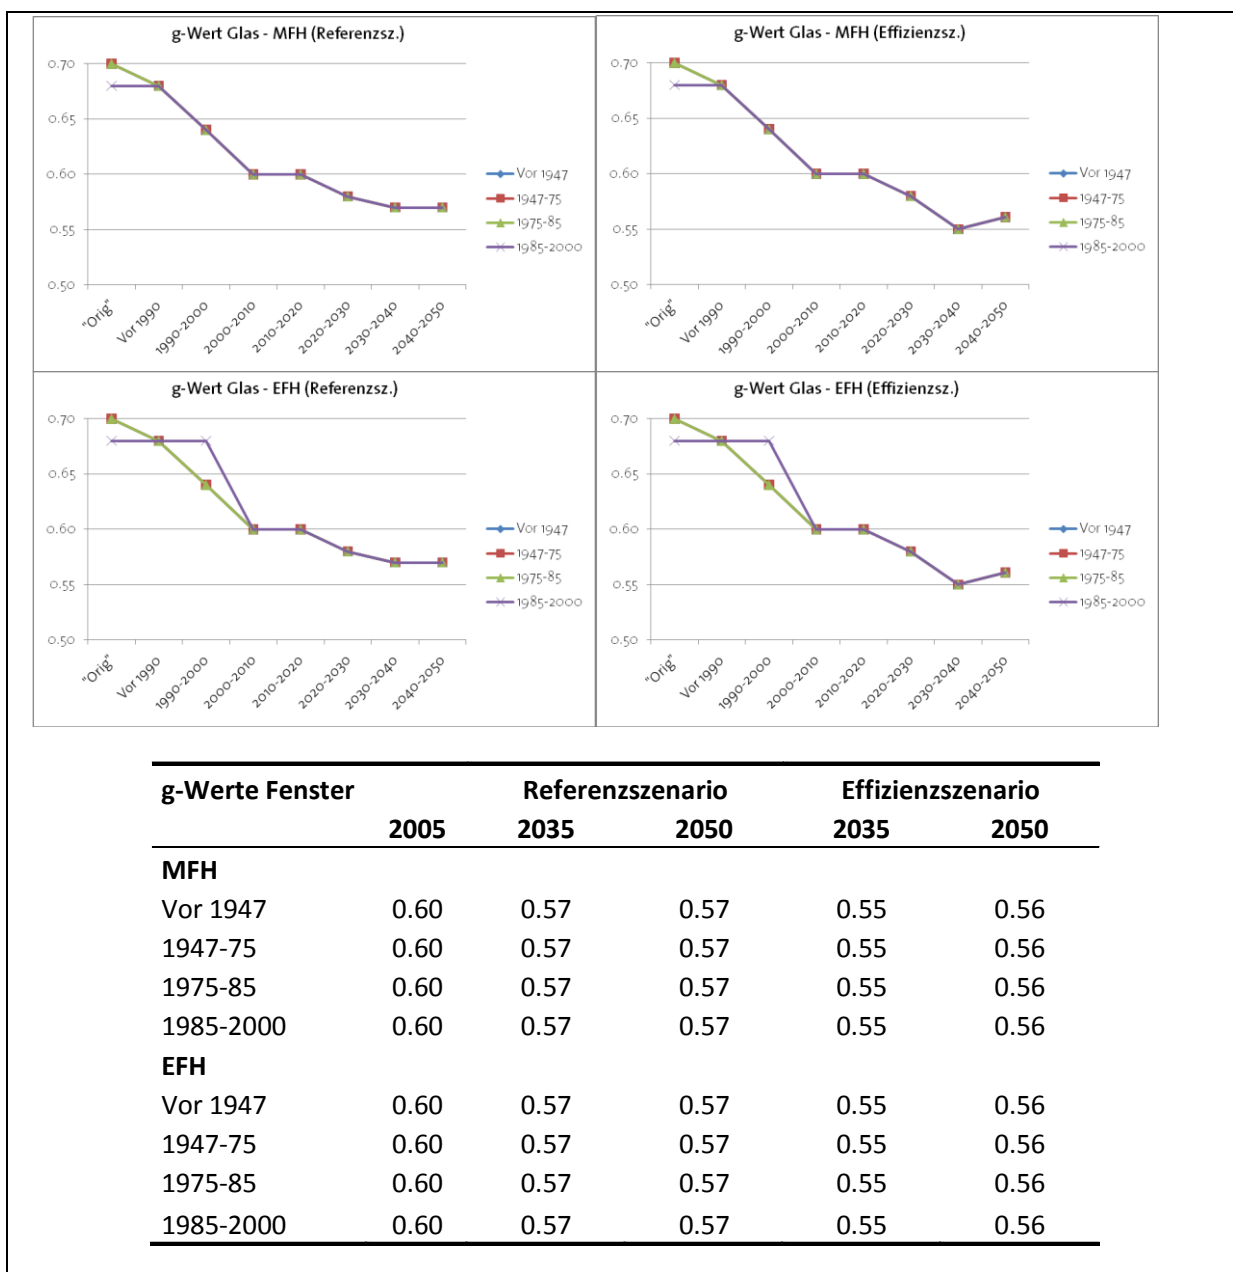 g-Wert Glas - MFH (Referenzsz.)
0.70
0.65
0.60
0.55
0.50
"Orig"
Vor 1990
1990-2000
2000-2010
2010-2020
2020-2030
2030-2040
2040-2050
Vor 1947
1947-75
1975-85
1985-2000
g-Wert Glas - MFH (Effizienzsz.)
0.70
0.65
0.60
0.55
0.50
"Orig"
Vor 1990
1990-2000
2000-2010
2010-2020
2020-2030
2030-2040
2040-2050
Vor 1947
1947-75
1975-85
1985-2000
g-Wert Glas - EFH (Referenzsz.)
0.70
0.65
0.60
0.55
0.50
"Orig"
Vor 1990
1990-2000
2000-2010
2010-2020
2020-2030
2030-2040
2040-2050
Vor 1947
1947-75
1975-85
1985-2000
g-Wert Glas - EFH (Effizienzsz.)
0.70
0.65
0.60
0.55
0.50
"Orig"
Vor 1990
1990-2000
2000-2010
2010-2020
2020-2030
2030-2040
2040-2050
Vor 1947
1947-75
1975-85
1985-2000
g-Werte Fenster Referenzszenario Effizienzszenario
2005 2035 2050 2035 2050
MFH
Vor 1947 0.60 0.57 0.57 0.55 0.56
1947-75 0.60 0.57 0.57 0.55 0.56
1975-85 0.60 0.57 0.57 0.55 0.56
1985-2000 0.60 0.57 0.57 0.55 0.56
EFH
Vor 1947 0.60 0.57 0.57 0.55 0.56
1947-75 0.60 0.57 0.57 0.55 0.56
1975-85 0.60 0.57 0.57 0.55 0.56
1985-2000 0.60 0.57 0.57 0.55 0.56